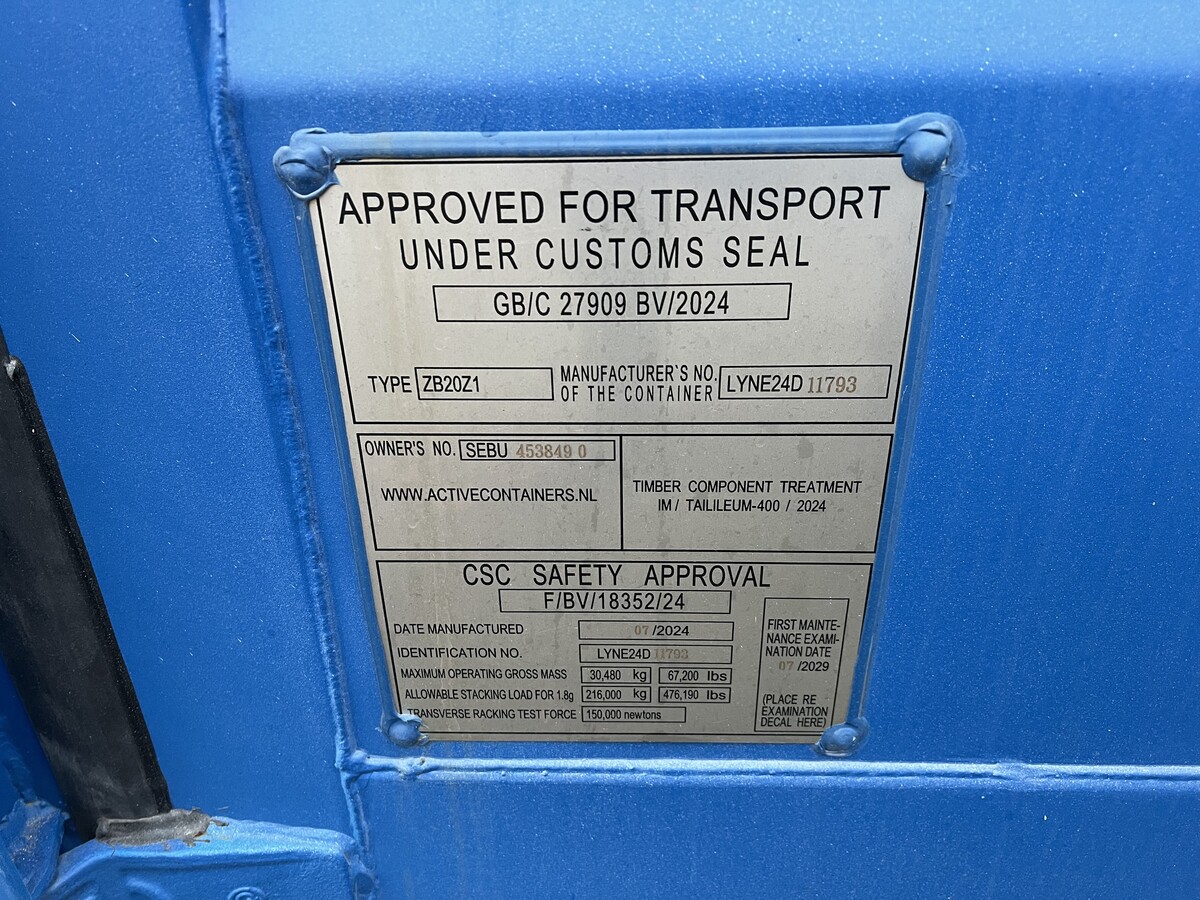 APPROVED FOR TRANSPORT
UNDER CUSTOMS SEAL
GB/C 27909 BV/2024
TYPE ZB20Z1
MANUFACTURER`S NO.
OF THE CONTAINER
LYNE24D 11793
OWNER'S NO. SEBU 453849 0
WWW.ACTIVECONTAINERS.NL
TIMBER COMPONENT TREATMENT
IM / TAILILEUM-400 / 2024
CSC SAFETY APPROVAL
F/BV/18352/24
DATE MANUFACTURED 07/2024
IDENTIFICATION NO. LYNE24D 11793
MAXIMUM OPERATING GROSS MASS 30,480 kg 67,200 lbs
ALLOWABLE STACKING LOAD FOR 1.8g 216,000 kg 476,190 lbs
TRANSVERSE RACKING TEST FORCE 150,000 newtons
FIRST MAINTE-
NANCE EXAMI-
NATION DATE
07 /2029
(PLACE RE
EXAMINATION
DECAL HERE)